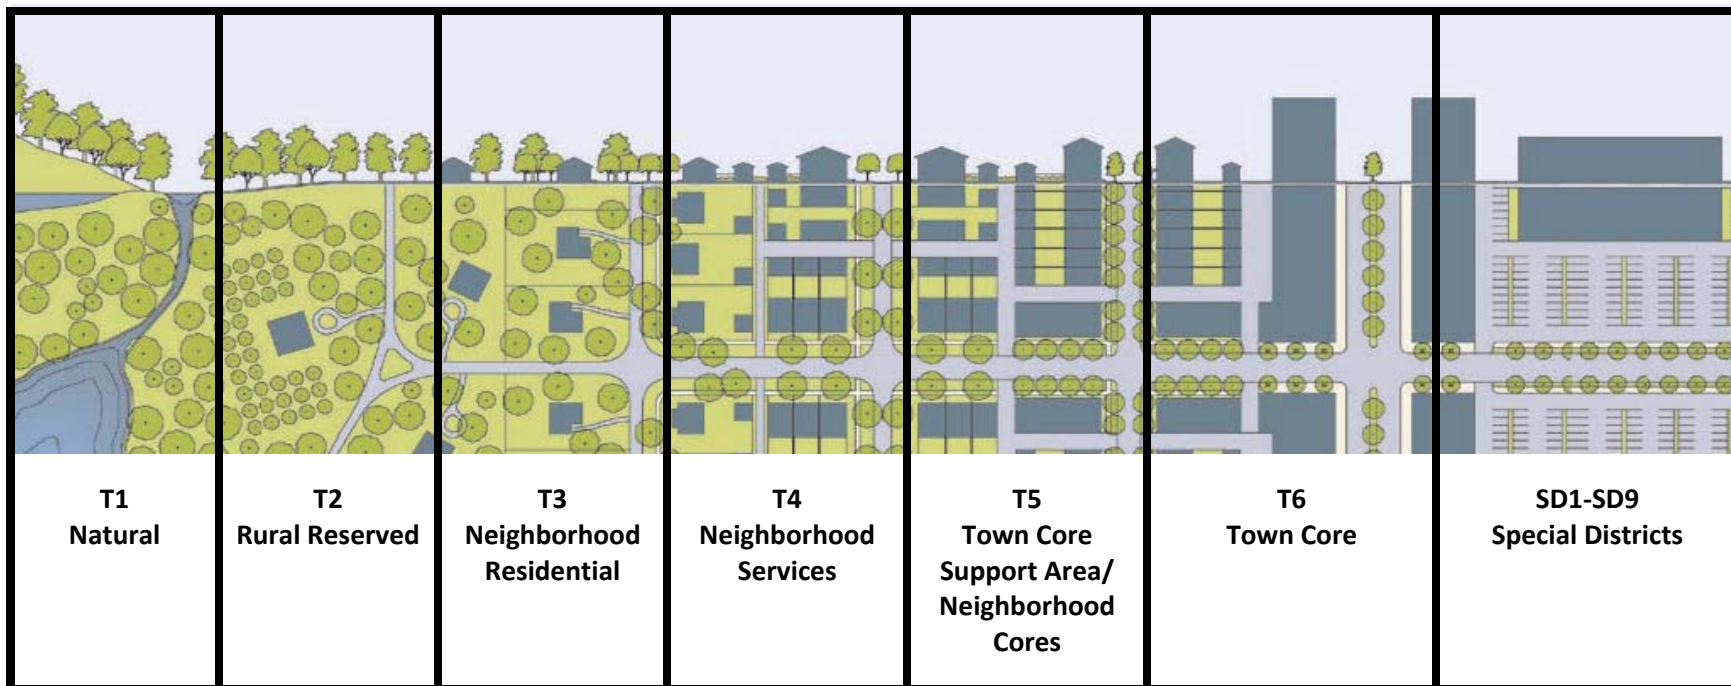 T1
Natural
T2
Rural Reserved
T3
Neighborhood
Residential
T4
Neighborhood
Services
T5
Town Core
Support Area/
Neighborhood
Cores
T6
Town Core
SD1-SD9
Special Districts